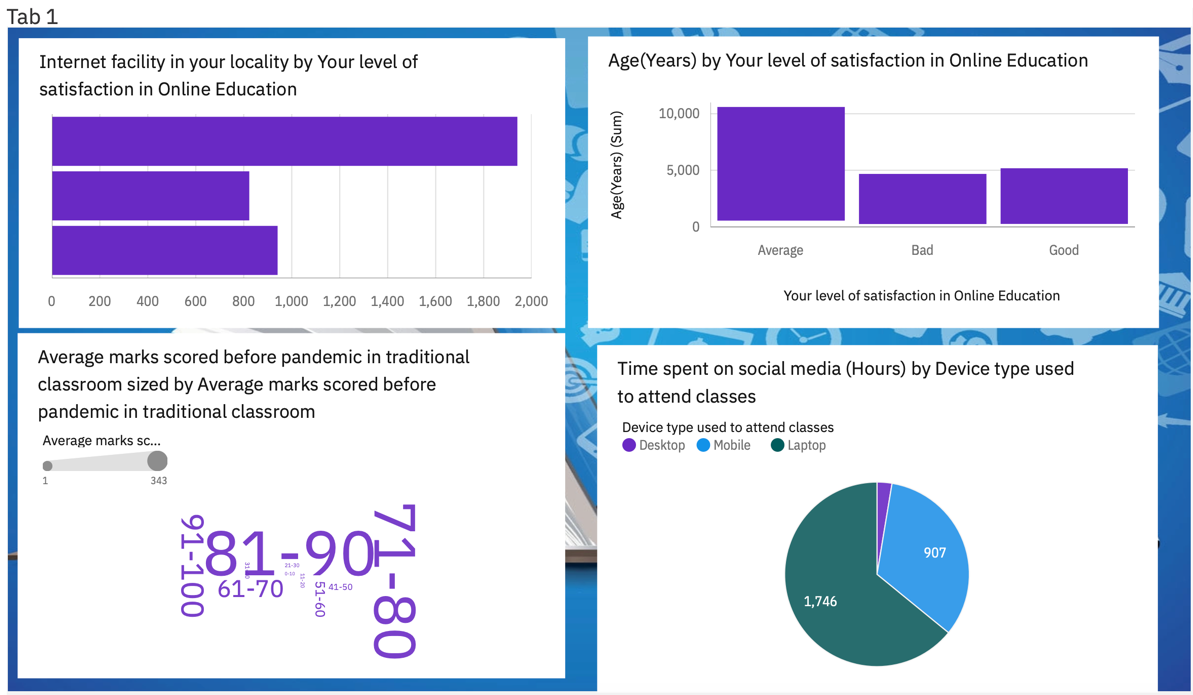 Tab 1
Internet facility in your locality by Your level of
satisfaction in Online Education
0 200 400 600 800 1,000 1,200 1,400 1,600 1,800 2,000
Age(Years) by Your level of satisfaction in Online Education
Age(Years) (Sum)
10,000
5,000
0
Average Bad Good
Your level of satisfaction in Online Education
Average marks scored before pandemic in traditional
classroom sized by Average marks scored before
pandemic in traditional classroom
Average marks sc...
1 343
91-100
81-90
71-80
61-70
51-60
41-50
21-30
0-10
11-20
Time spent on social media (Hours) by Device type used
to attend classes
Device type used to attend classes
Desktop Mobile Laptop
907
1,746